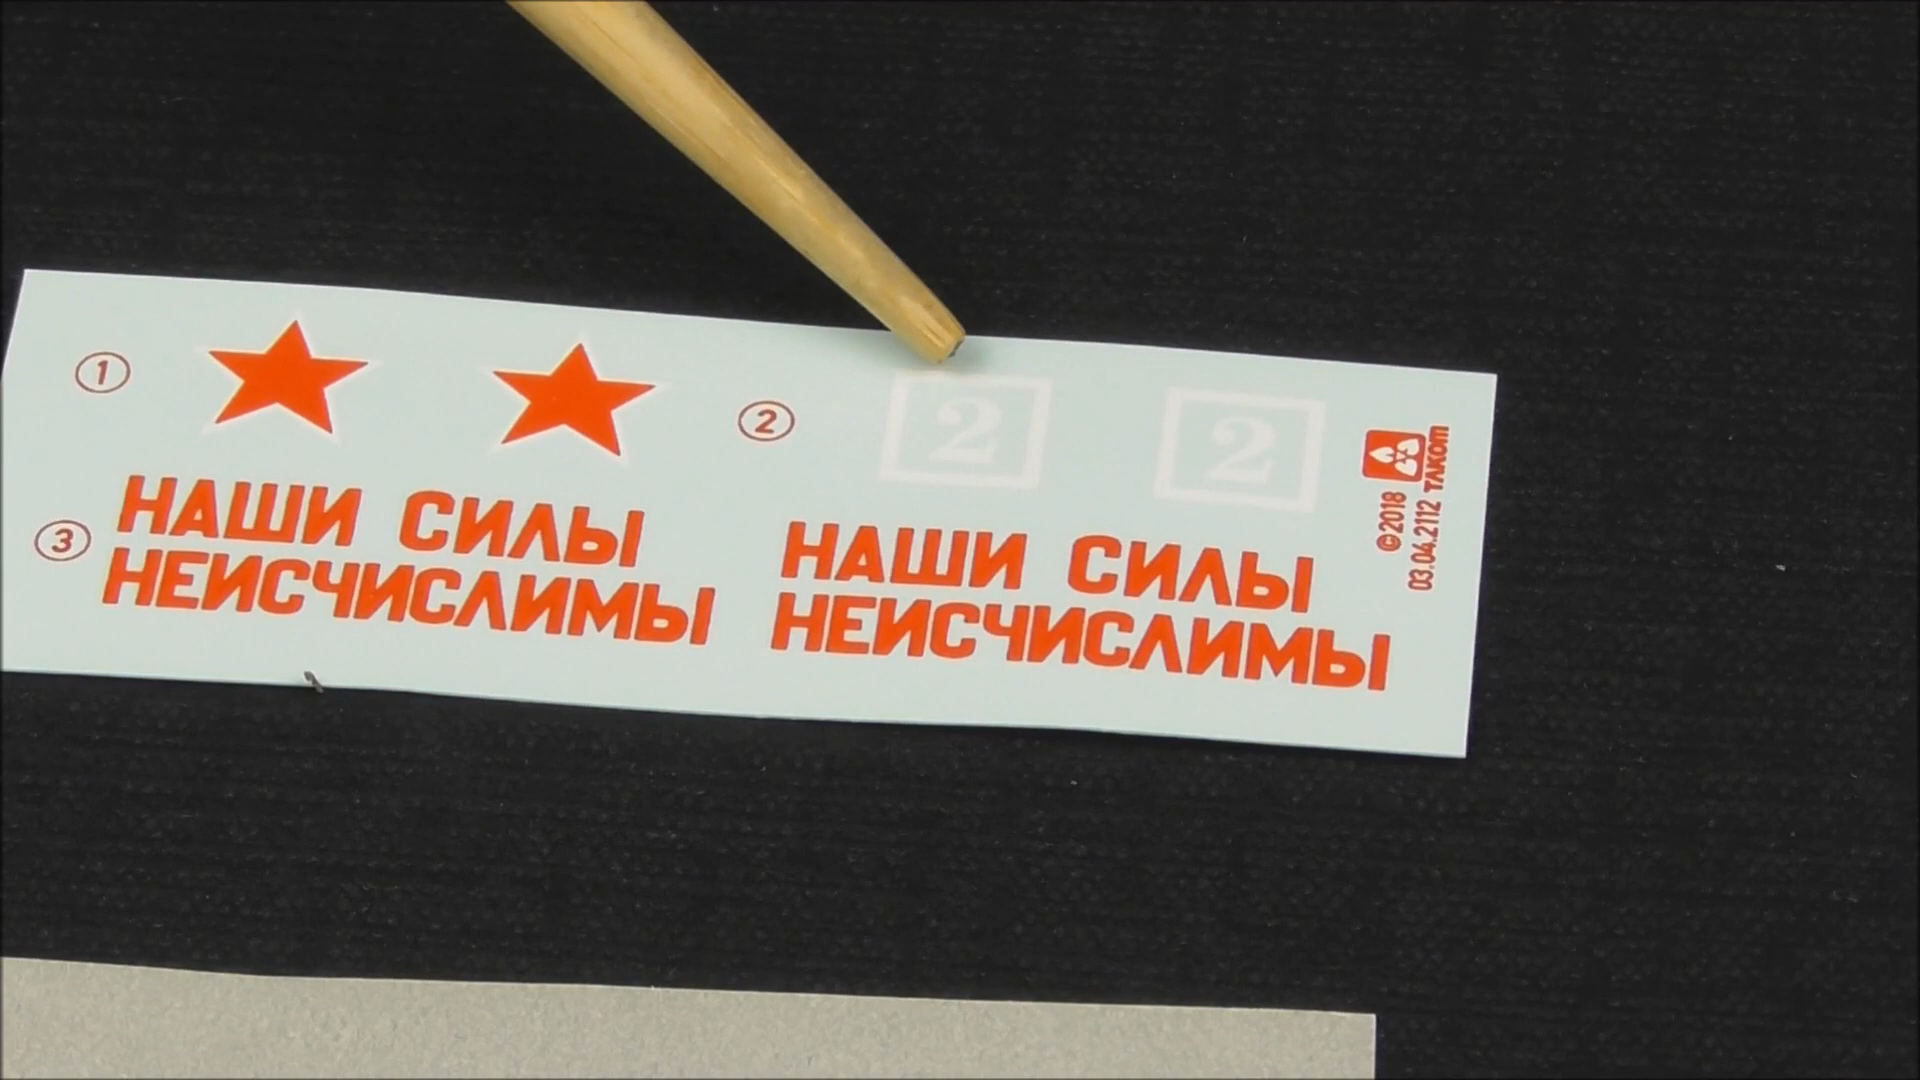 1
2
2
2
3
НАШИ СИЛЫ
НЕИСЧИСЛИМЫ
НАШИ СИЛЫ
НЕИСЧИСЛИМЫ
©2018 TAKOM
03.04.2112